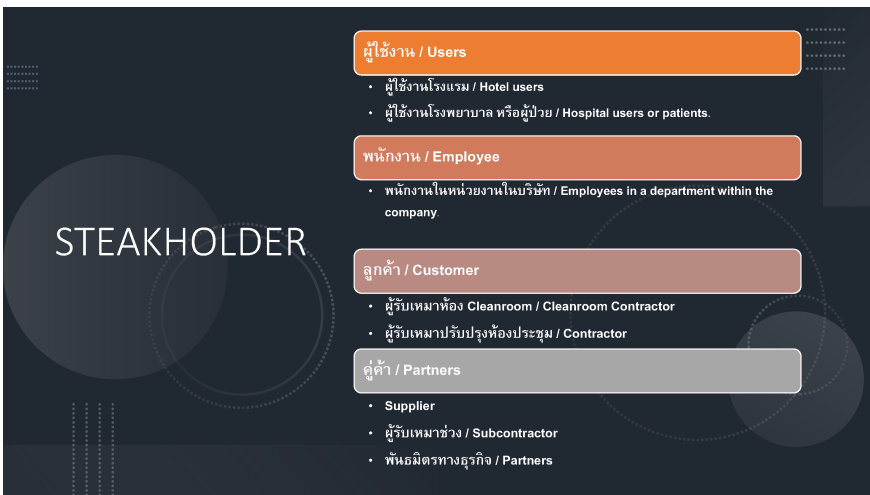 STEAKHOLDER
ผู้ใช้งาน / Users
• ผู้ใช้งานโรงแรม / Hotel users
• ผู้ใช้งานโรงพยาบาล หรือผู้ป่วย / Hospital users or patients.
พนักงาน / Employee
• พนักงานในหน่วยงานในบริษัท / Employees in a department within the
company.
ลูกค้า / Customer
• ผู้รับเหมาห้อง Cleanroom / Cleanroom Contractor
• ผู้รับเหมาปรับปรุงห้องประชุม / Contractor
คู่ค้า / Partners
• Supplier
• ผู้รับเหมาช่วง / Subcontractor
• พันธมิตรทางธุรกิจ / Partners